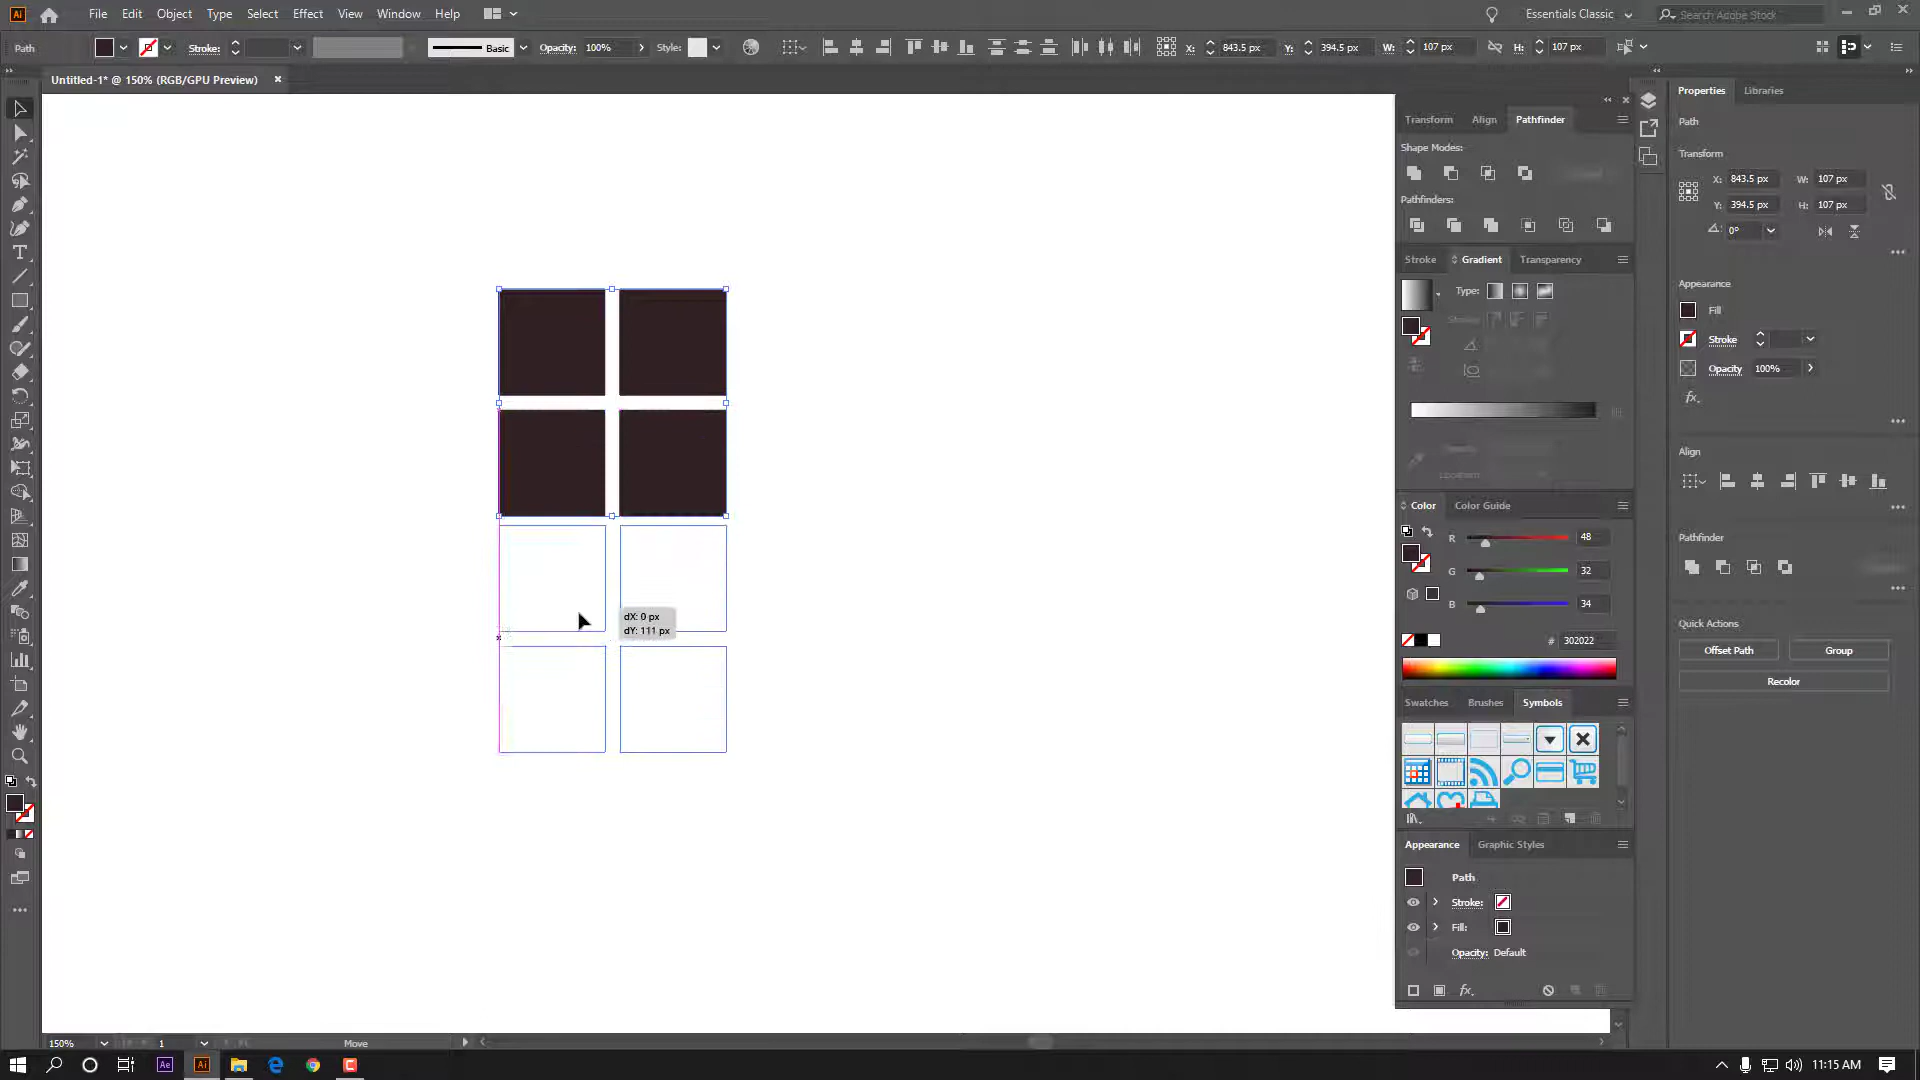 Ai File Edit Object Type Select Effect View Window Help Essentials Classic Search Adobe Stock
Path Stroke: Basic Opacity: 100% Style: X: 843.5 px Y: 394.5 px W: 107 px H: 107 px
Untitled-1* @ 150% (RGB/GPU Preview)
Transform Align Pathfinder
Shape Modes:
Pathfinders:
Stroke Gradient Transparency
Type:
dX: 0 px
dY: 111 px
Color Color Guide
R 48
G 32
B 34
# 302022
Swatches Brushes Symbols
Appearance Graphic Styles
Path
Stroke:
Fill:
Opacity: Default
Properties Libraries
Path
Transform
X: 843.5 px W: 107 px
Y: 394.5 px H: 107 px
0°
Appearance
Fill
Stroke
Opacity 100%
fx.
Align
Pathfinder
Quick Actions
Offset Path Group
Recolor
fx.
150% 1 Move
Ae Ai 11:15 AM